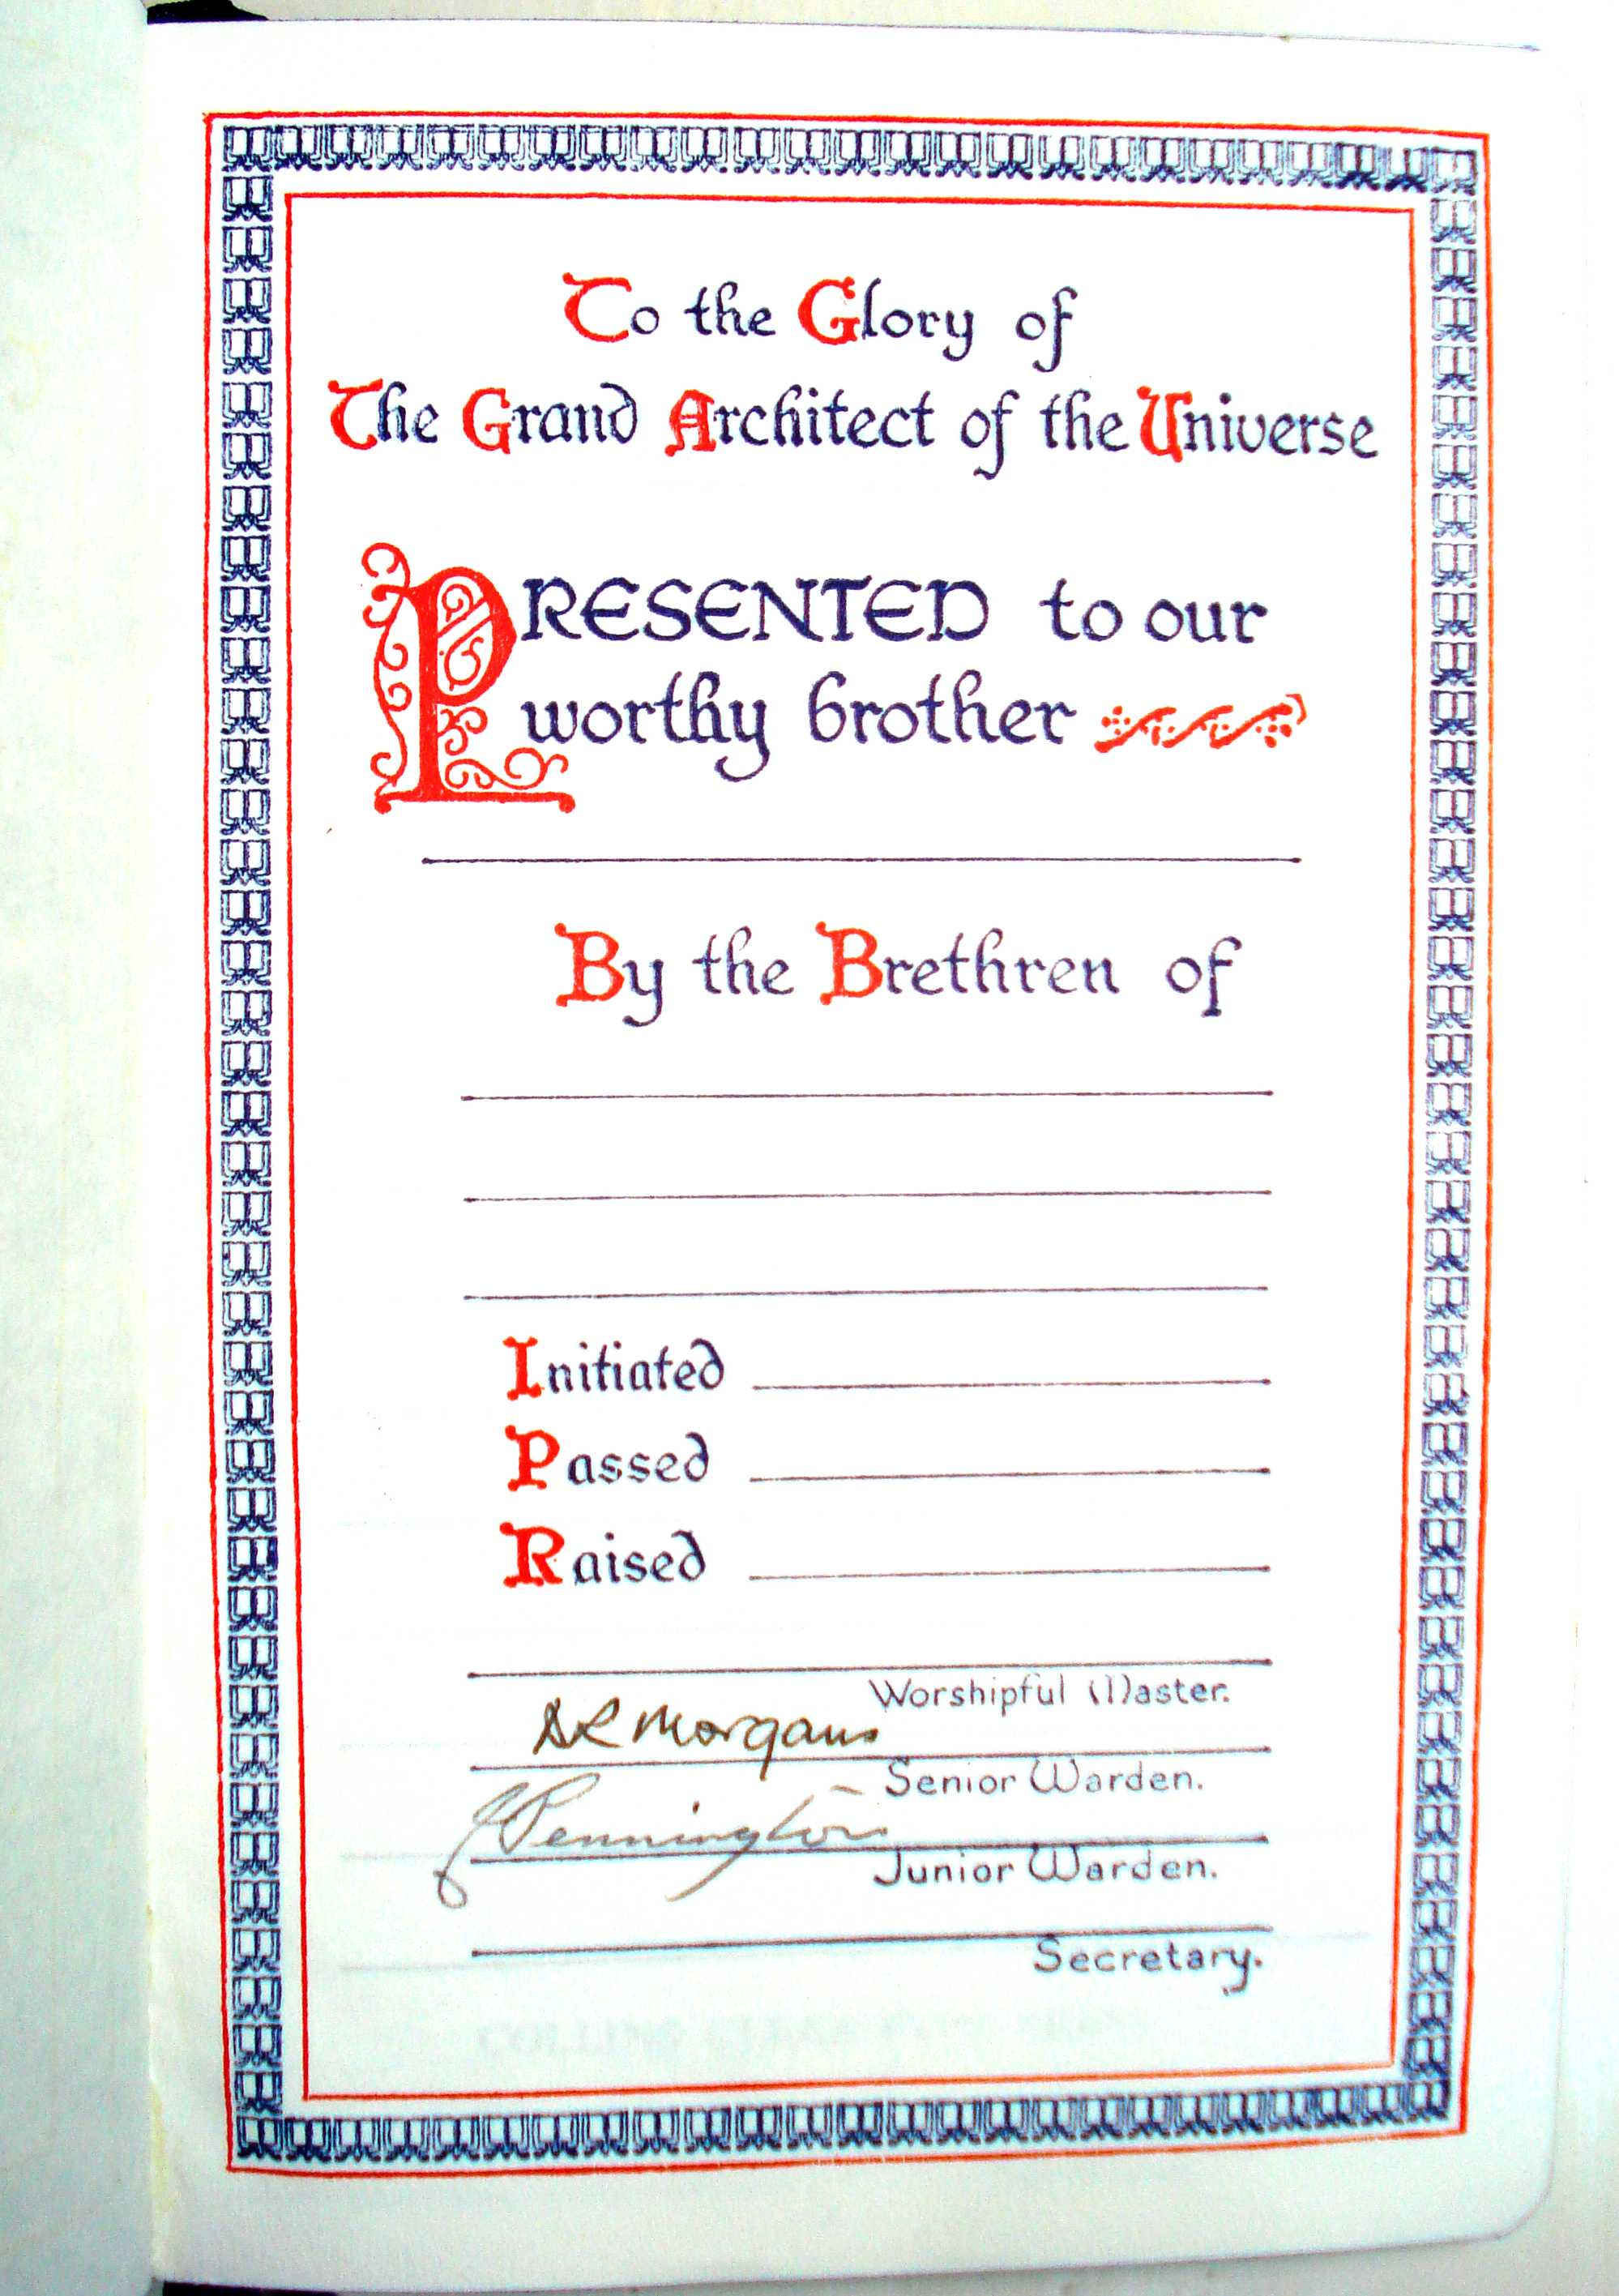 To the Glory of
The Grand Architect of the Universe
PRESENTED to our
worthy brother
By the Brethren of
Initiated
Passed
Raised
Worshipful Master.
Morgans
Senior Warden.
J Pennington
Junior Warden.
Secretary.